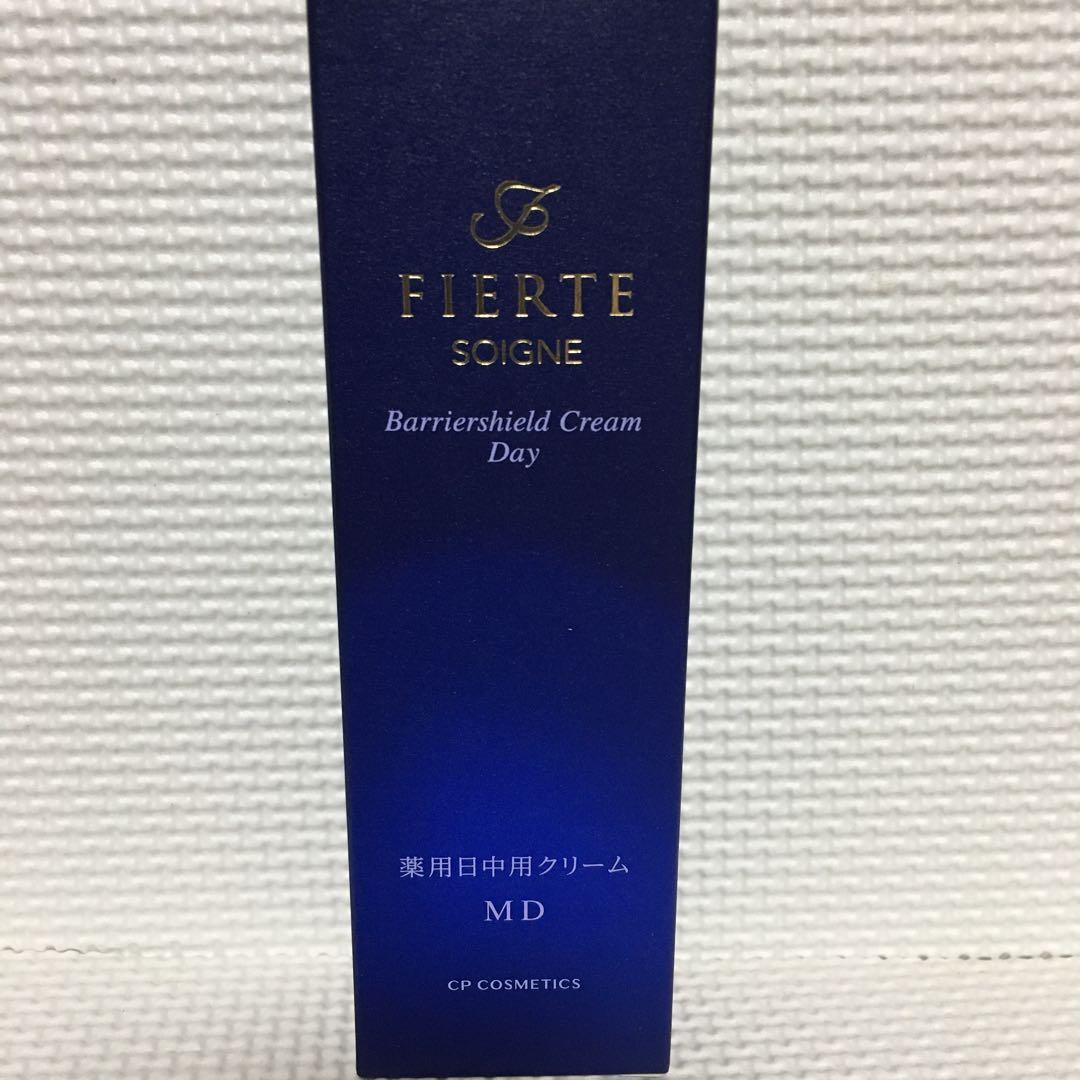 FIERTE
SOIGNE
Barriershield Cream
Day
薬用日中用クリーム
MD
CP COSMETICS